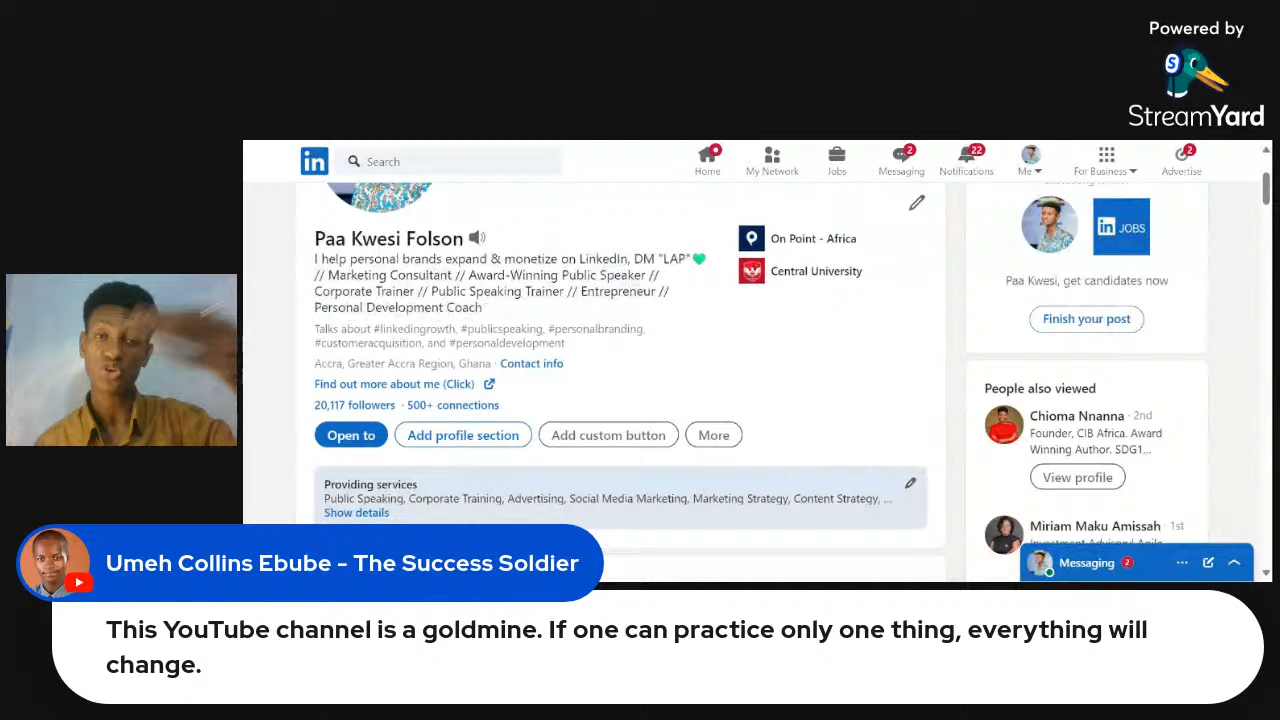 Powered by
S
StreamYard
in
Search
Home
My Network
Jobs
2
Messaging
22
Notifications
Me
For Business
2
Advertise
Paa Kwesi Folson
I help personal brands expand & monetize on LinkedIn, DM "LAP"💚
// Marketing Consultant // Award-Winning Public Speaker //
Corporate Trainer // Public Speaking Trainer // Entrepreneur //
Personal Development Coach
Talks about #linkedingrowth, #publicspeaking, #personalbranding,
#customeracquisition, and #personaldevelopment
Accra, Greater Accra Region, Ghana · Contact info
Find out more about me (Click)
20,117 followers · 500+ connections
Open to
Add profile section
Add custom button
More
On Point - Africa
Central University
Providing services
Public Speaking, Corporate Training, Advertising, Social Media Marketing, Marketing Strategy, Content Strategy, ...
Show details
in JOBS
Paa Kwesi, get candidates now
Finish your post
People also viewed
Chioma Nnanna · 2nd
Founder, CIB Africa. Award
Winning Author. SDG1...
View profile
Miriam Maku Amissah · 1st
Messaging 2 ...
Umeh Collins Ebube - The Success Soldier
This YouTube channel is a goldmine. If one can practice only one thing, everything will
change.